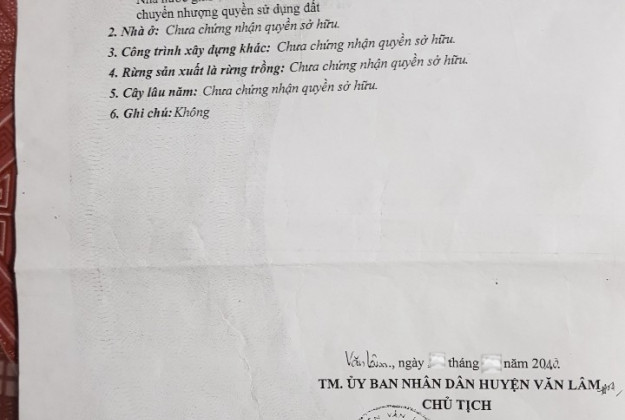 chuyển nhượng quyền sử dụng đất
2. Nhà ở: Chưa chứng nhận quyền sở hữu.
3. Công trình xây dựng khác: Chưa chứng nhận quyền sở hữu.
4. Rừng sản xuất là rừng trồng: Chưa chứng nhận quyền sở hữu.
5. Cây lâu năm: Chưa chứng nhận quyền sở hữu.
6. Ghi chú: Không
Văn Lâm..., ngày tháng năm
TM. ỦY BAN NHÂN DÂN HUYỆN VĂN LÂM
CHỦ TỊCH